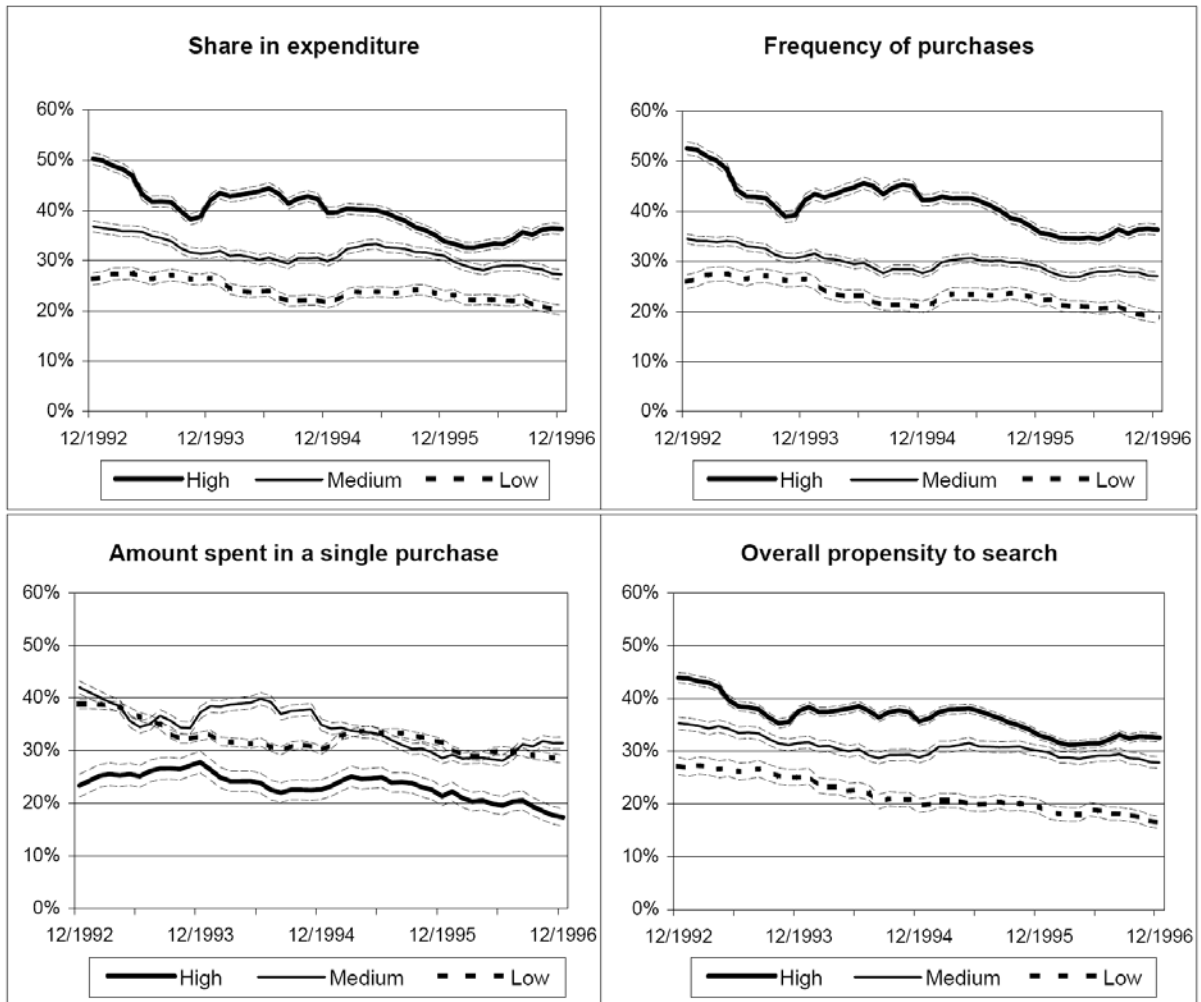 Share in expenditure
60%
50%
40%
30%
20%
10%
0%
12/1992 12/1993 12/1994 12/1995 12/1996
High Medium Low
Frequency of purchases
60%
50%
40%
30%
20%
10%
0%
12/1992 12/1993 12/1994 12/1995 12/1996
High Medium Low
Amount spent in a single purchase
60%
50%
40%
30%
20%
10%
0%
12/1992 12/1993 12/1994 12/1995 12/1996
High Medium Low
Overall propensity to search
60%
50%
40%
30%
20%
10%
0%
12/1992 12/1993 12/1994 12/1995 12/1996
High Medium Low